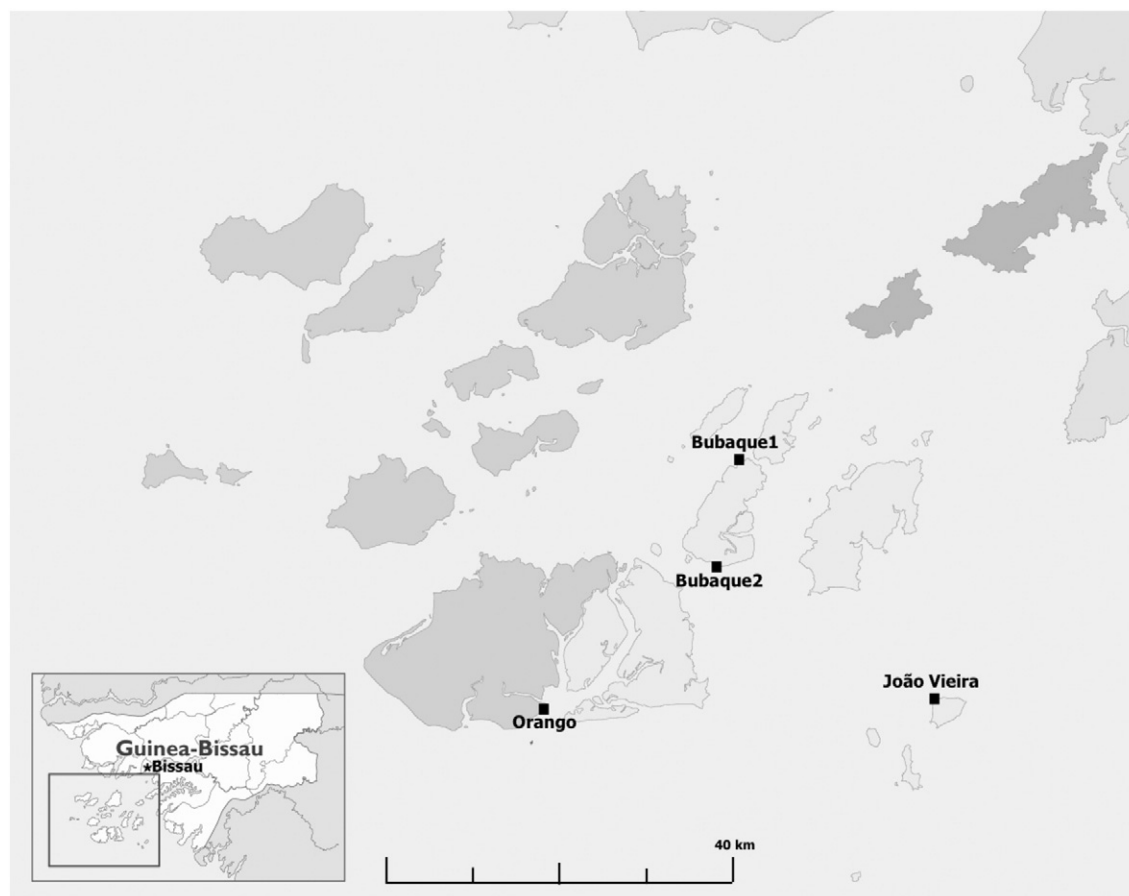 Bubaque1
Bubaque2
João Vieira
Orango
Guinea-Bissau
★Bissau
40 km